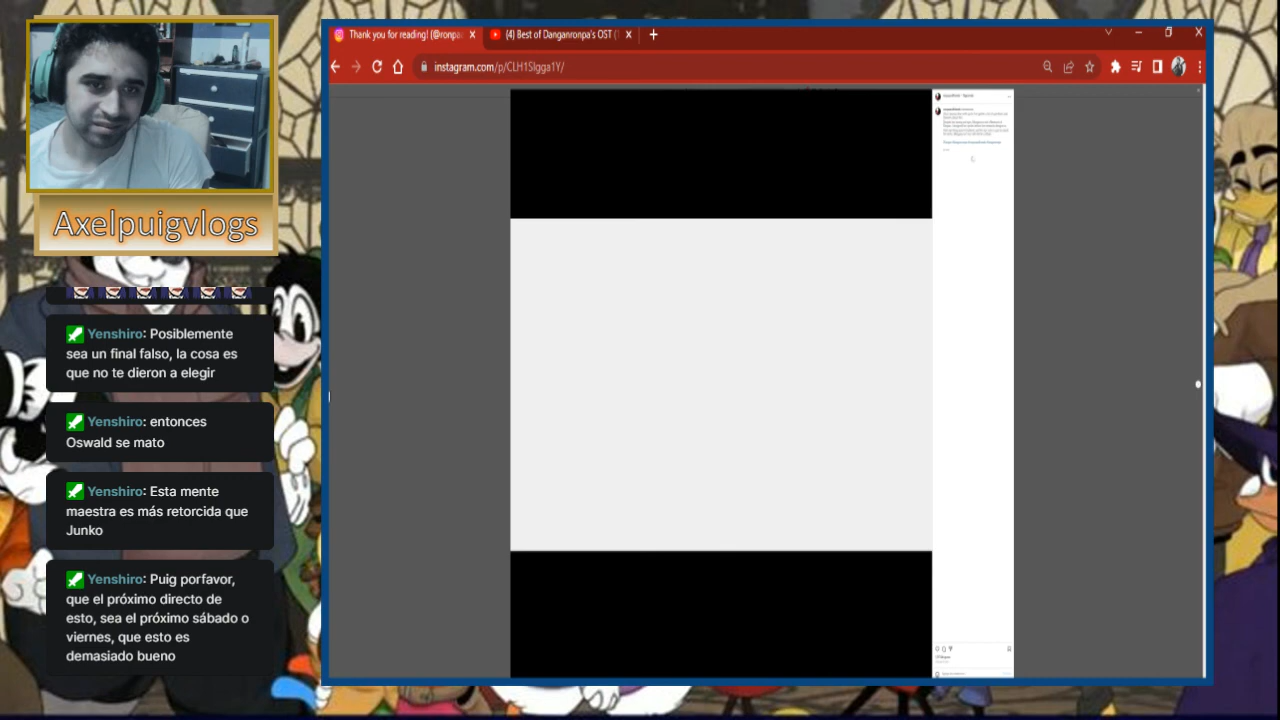 Thank you for reading! (@ronpa
(4) Best of Danganronpa's OST (
instagram.com/p/CLH1SIgga1Y/
Axelpuigvlogs
Yenshiro: Posiblemente
sea un final falso, la cosa es
que no te dieron a elegir
Yenshiro: entonces
Oswald se mato
Yenshiro: Esta mente
maestra es más retorcida que
Junko
Yenshiro: Puig porfavor,
que el próximo directo de
esto, sea el próximo sábado o
viernes, que esto es
demasiado bueno